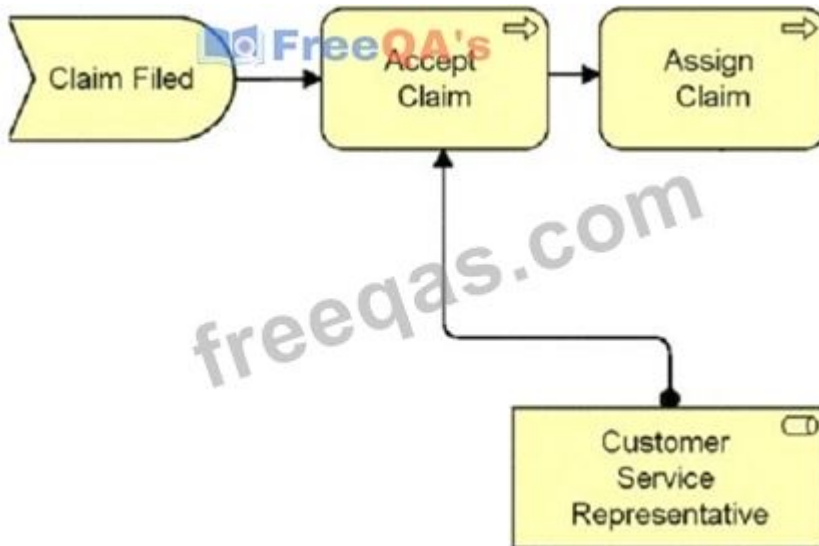 FreeQA's
Claim Filed
Accept
Claim
Assign
Claim
freeqas.com
Customer
Service
Representative